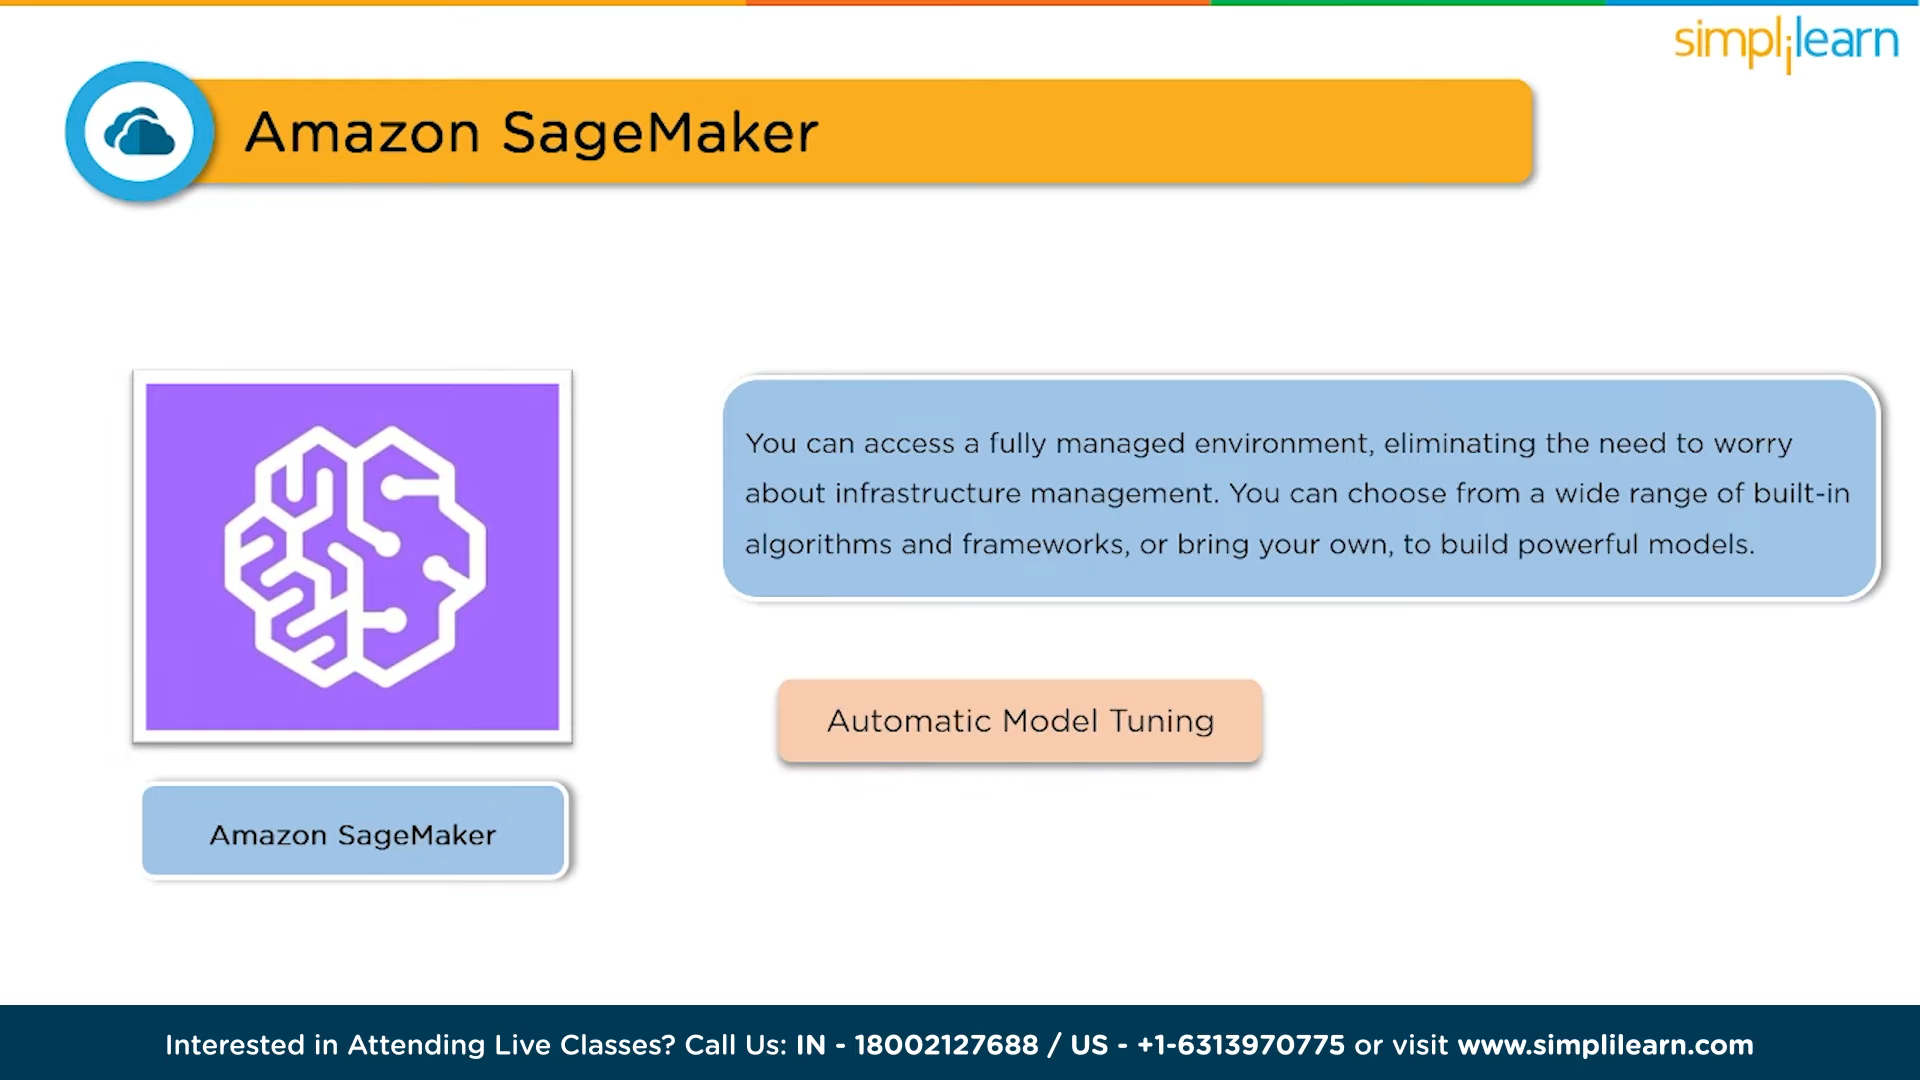 simplilearn
Amazon SageMaker
You can access a fully managed environment, eliminating the need to worry
about infrastructure management. You can choose from a wide range of built-in
algorithms and frameworks, or bring your own, to build powerful models.
Automatic Model Tuning
Amazon SageMaker
Interested in Attending Live Classes? Call Us: IN - 18002127688 / US - +1-6313970775 or visit www.simplilearn.com